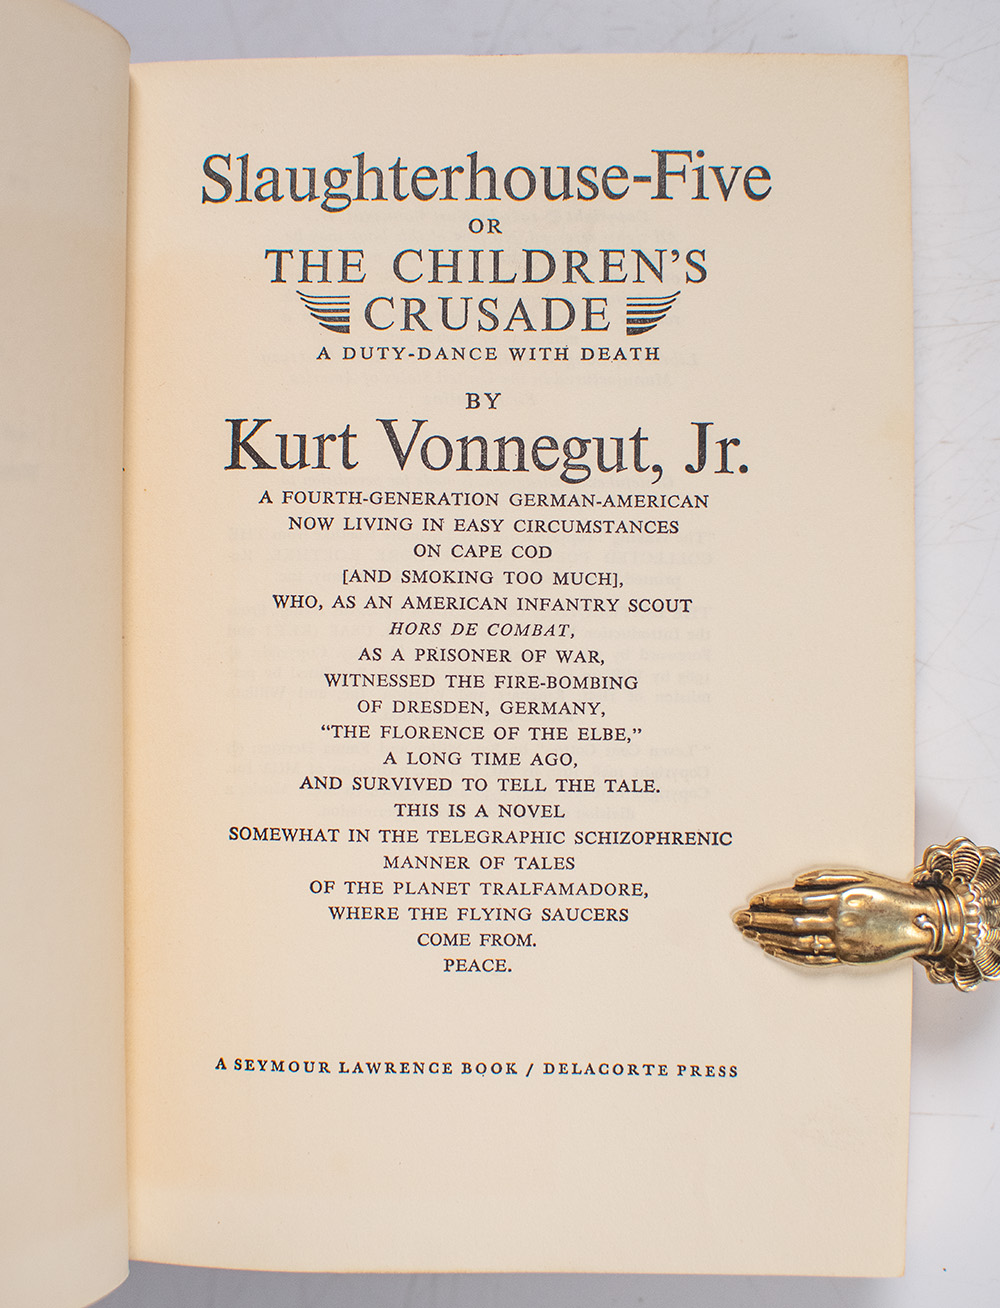 Slaughterhouse-Five
OR
THE CHILDREN'S
CRUSADE
A DUTY-DANCE WITH DEATH
BY
Kurt Vonnegut, Jr.
A FOURTH-GENERATION GERMAN-AMERICAN
NOW LIVING IN EASY CIRCUMSTANCES
ON CAPE COD
[AND SMOKING TOO MUCH],
WHO, AS AN AMERICAN INFANTRY SCOUT
HORS DE COMBAT,
AS A PRISONER OF WAR,
WITNESSED THE FIRE-BOMBING
OF DRESDEN, GERMANY,
“THE FLORENCE OF THE ELBE,”
A LONG TIME AGO,
AND SURVIVED TO TELL THE TALE.
THIS IS A NOVEL
SOMEWHAT IN THE TELEGRAPHIC SCHIZOPHRENIC
MANNER OF TALES
OF THE PLANET TRALFAMADORE,
WHERE THE FLYING SAUCERS
COME FROM.
PEACE.
A SEYMOUR LAWRENCE BOOK / DELACORTE PRESS